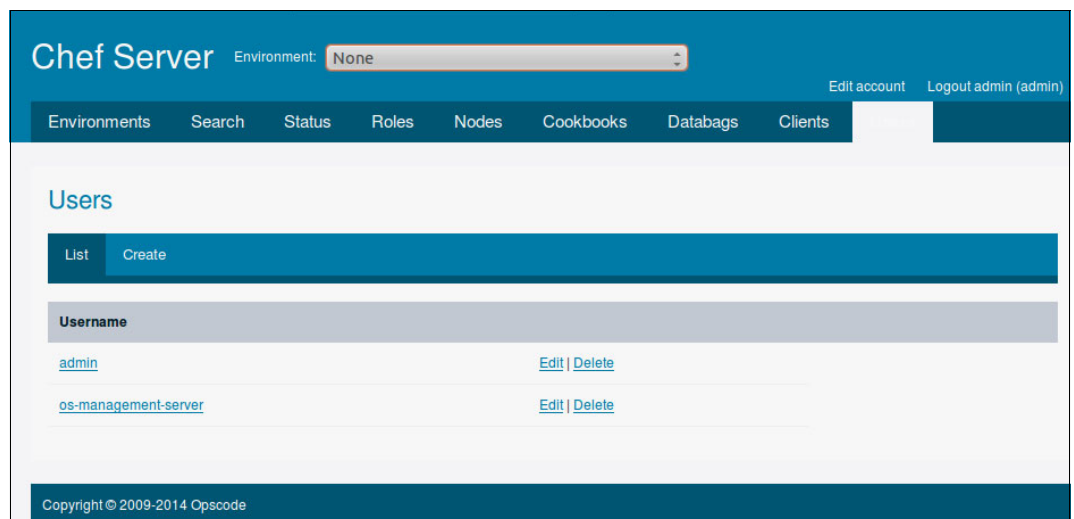 Chef Server Environment: None
Edit account Logout admin (admin)
Environments Search Status Roles Nodes Cookbooks Databags Clients
Users
List Create
Username
admin Edit | Delete
os-management-server Edit | Delete
Copyright © 2009-2014 Opscode